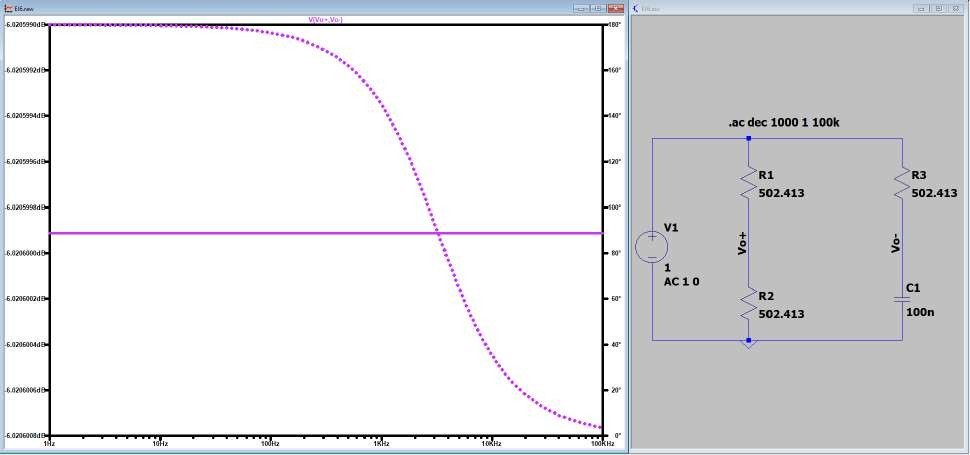 Ef6.raw
V(Vo+,Vo-)
-6.0205990dB
-6.0205992dB
-6.0205994dB
-6.0205996dB
-6.0205998dB
-6.0206000dB
-6.0206002dB
-6.0206004dB
-6.0206006dB
-6.0206008dB
180°
160°
140°
120°
100°
80°
60°
40°
20°
0°
1Hz
10Hz
100Hz
1KHz
10KHz
100KHz
.ac dec 1000 1 100k
R1
502.413
R3
502.413
V1
Vo+
Vo-
1
AC 1 0
R2
502.413
C1
100n